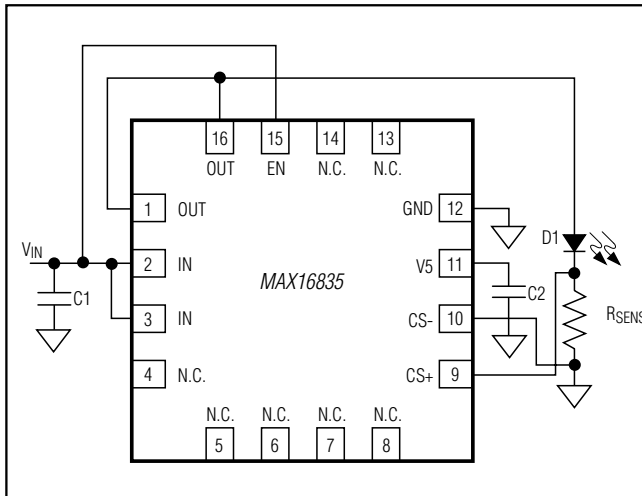 16 15 14 13
OUT EN N.C. N.C.
1 OUT
GND 12
D1
VIN
2 IN
V5 11
MAX16835
C1
C2
3 IN
CS- 10
RSENS
4 N.C.
CS+ 9
N.C. N.C. N.C. N.C.
5 6 7 8